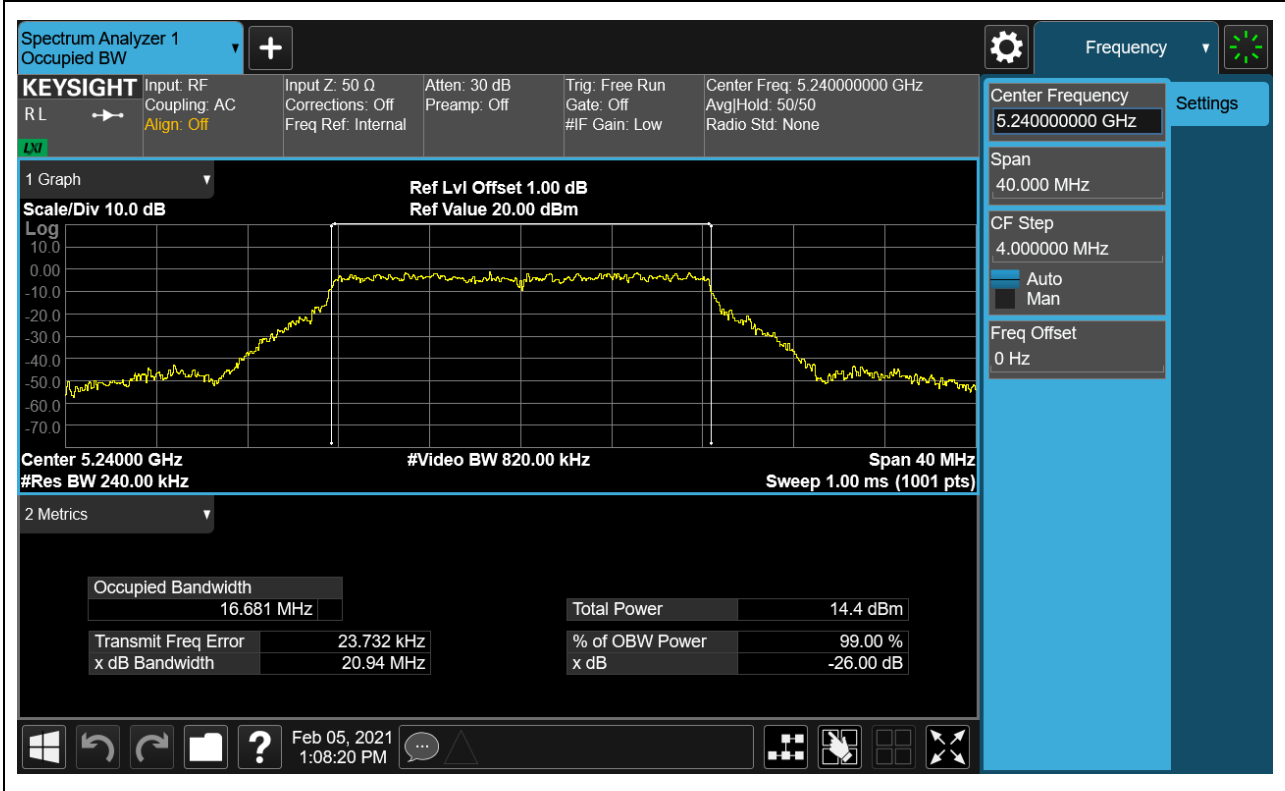 Spectrum Analyzer 1
Occupied BW
Frequency
KEYSIGHT
R L
LXI
Input: RF
Coupling: AC
Align: Off
Input Z: 50 Ω
Corrections: Off
Freq Ref: Internal
Atten: 30 dB
Preamp: Off
Trig: Free Run
Gate: Off
#IF Gain: Low
Center Freq: 5.240000000 GHz
Avg|Hold: 50/50
Radio Std: None
Center Frequency
5.240000000 GHz
Settings
Span
40.000 MHz
CF Step
4.000000 MHz
Auto
Man
Freq Offset
0 Hz
1 Graph
Scale/Div 10.0 dB
Ref Lvl Offset 1.00 dB
Ref Value 20.00 dBm
Log
10.0
0.00
-10.0
-20.0
-30.0
-40.0
-50.0
-60.0
-70.0
Center 5.24000 GHz
#Video BW 820.00 kHz
Span 40 MHz
#Res BW 240.00 kHz
Sweep 1.00 ms (1001 pts)
2 Metrics
Occupied Bandwidth
16.681 MHz
Total Power 14.4 dBm
Transmit Freq Error 23.732 kHz
% of OBW Power 99.00 %
x dB Bandwidth 20.94 MHz
x dB -26.00 dB
?
Feb 05, 2021
1:08:20 PM